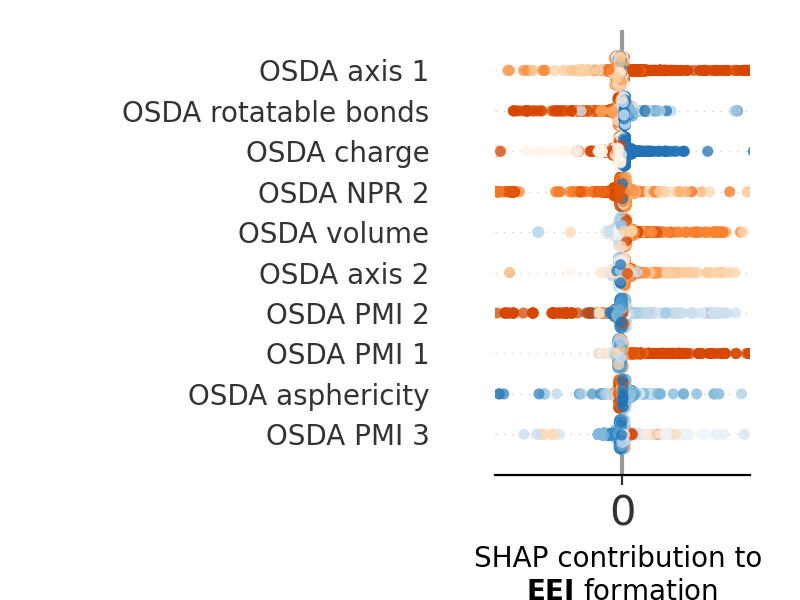 OSDA axis 1
OSDA rotatable bonds
OSDA charge
OSDA NPR 2
OSDA volume
OSDA axis 2
OSDA PMI 2
OSDA PMI 1
OSDA asphericity
OSDA PMI 3
0
SHAP contribution to
EEI formation